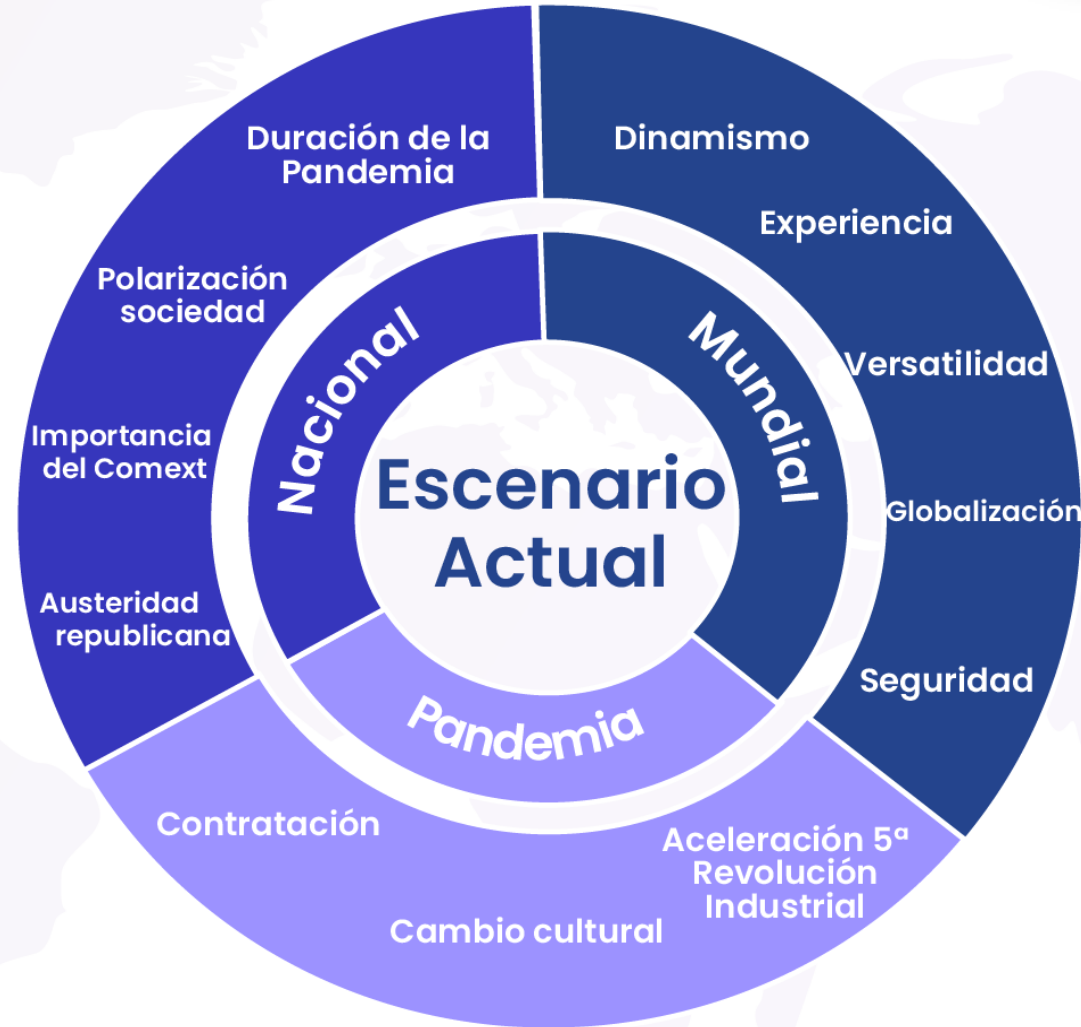 Escenario
Actual
Nacional
Duración de la
Pandemia
Polarización
sociedad
Importancia
del Comext
Austeridad
republicana
Mundial
Dinamismo
Experiencia
Versatilidad
Globalización
Seguridad
Pandemia
Contratación
Cambio cultural
Aceleración 5ª
Revolución
Industrial